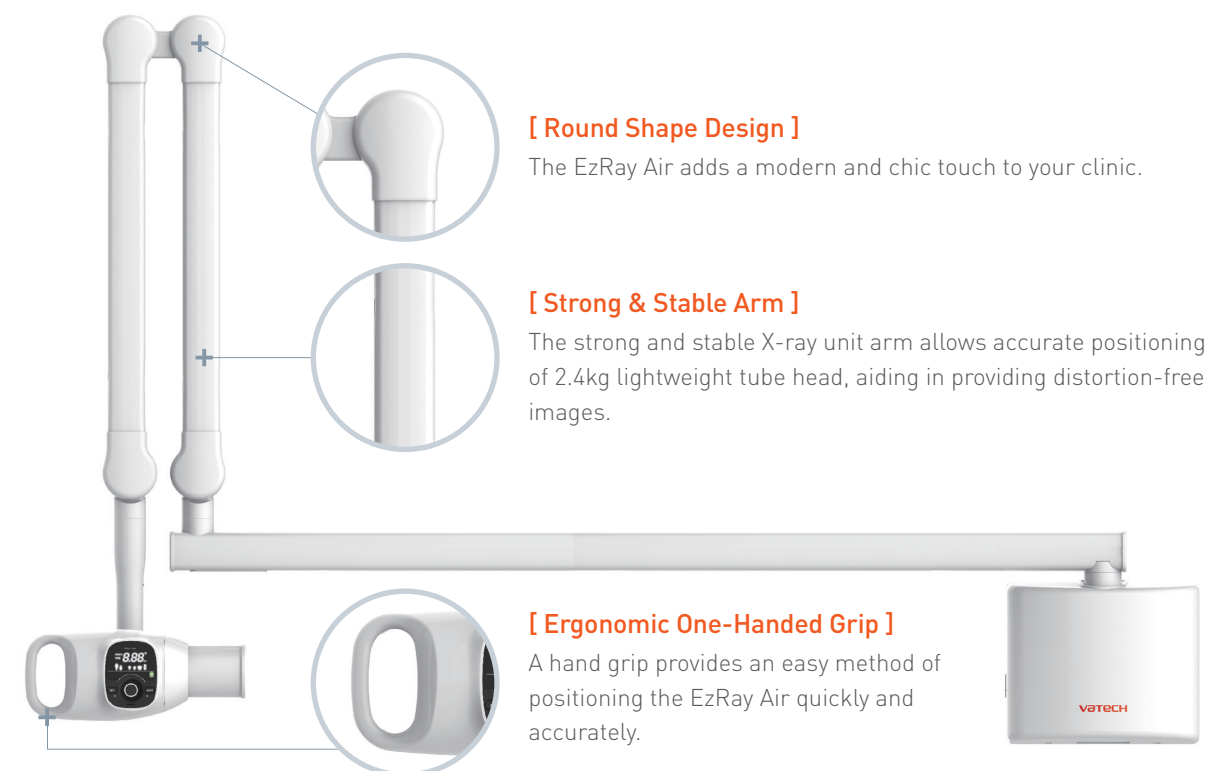 [ Round Shape Design ]
The EzRay Air adds a modern and chic touch to your clinic.
[ Strong & Stable Arm ]
The strong and stable X-ray unit arm allows accurate positioning
of 2.4kg lightweight tube head, aiding in providing distortion-free
images.
[ Ergonomic One-Handed Grip ]
A hand grip provides an easy method of
positioning the EzRay Air quickly and
accurately.
8.88
vatech